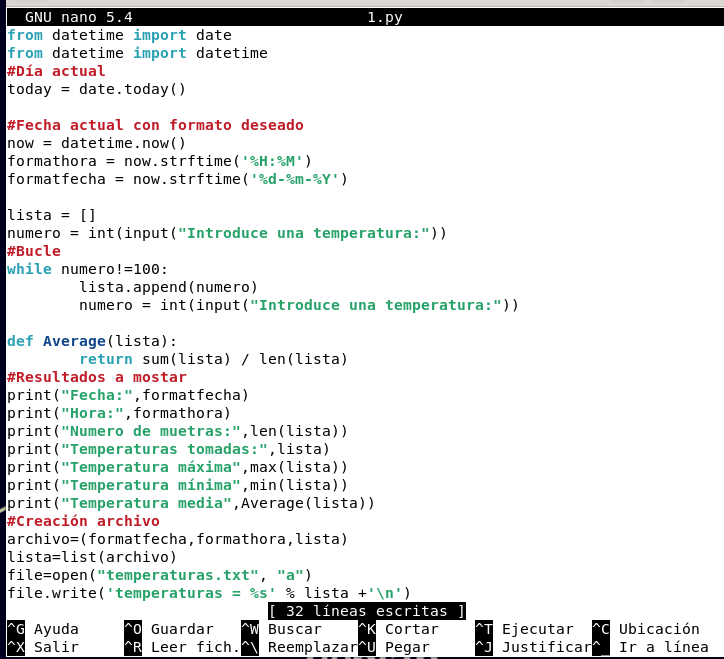 GNU nano 5.4 1.py
from datetime import date
from datetime import datetime
#Día actual
today = date.today()
#Fecha actual con formato deseado
now = datetime.now()
formathora = now.strftime('%H:%M')
formatfecha = now.strftime('%d-%m-%Y')
lista = []
numero = int(input("Introduce una temperatura:"))
#Bucle
while numero!=100:
        lista.append(numero)
        numero = int(input("Introduce una temperatura:"))
def Average(lista):
        return sum(lista) / len(lista)
#Resultados a mostar
print("Fecha:",formatfecha)
print("Hora:",formathora)
print("Numero de muetras:",len(lista))
print("Temperaturas tomadas:",lista)
print("Temperatura máxima",max(lista))
print("Temperatura mínima",min(lista))
print("Temperatura media",Average(lista))
#Creación archivo
archivo=(formatfecha,formathora,lista)
lista=list(archivo)
file=open("temperaturas.txt", "a")
file.write('temperaturas = %s' % lista +'\n')
[ 32 líneas escritas ]
^G Ayuda ^O Guardar ^W Buscar ^K Cortar ^T Ejecutar ^C Ubicación
^X Salir ^R Leer fich. ^\ Reemplazar ^U Pegar ^J Justificar ^_ Ir a línea